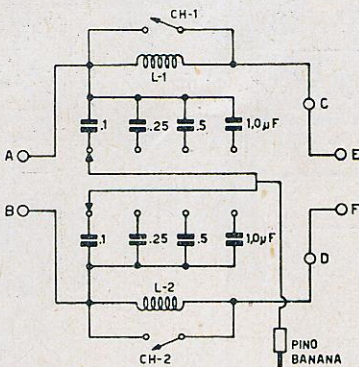 CH-1
L-1
C
.1
.25
.5
1,0µF
A
E
B
F
.1
.25
.5
1,0µF
D
L-2
CH-2
PINO
BANANA